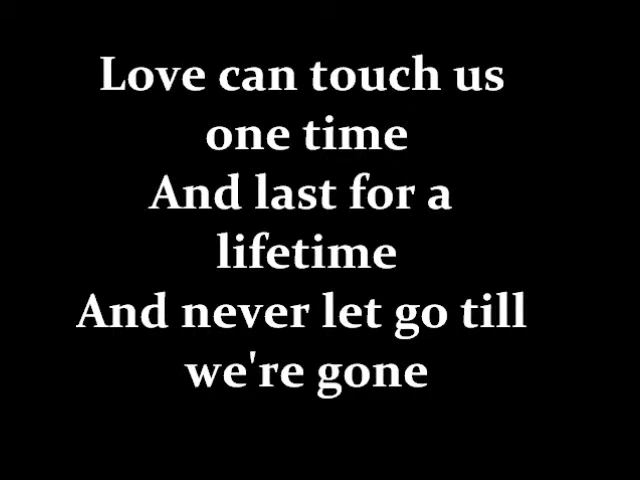 Love can touch us
one time
And last for a
lifetime
And never let go till
we're gone